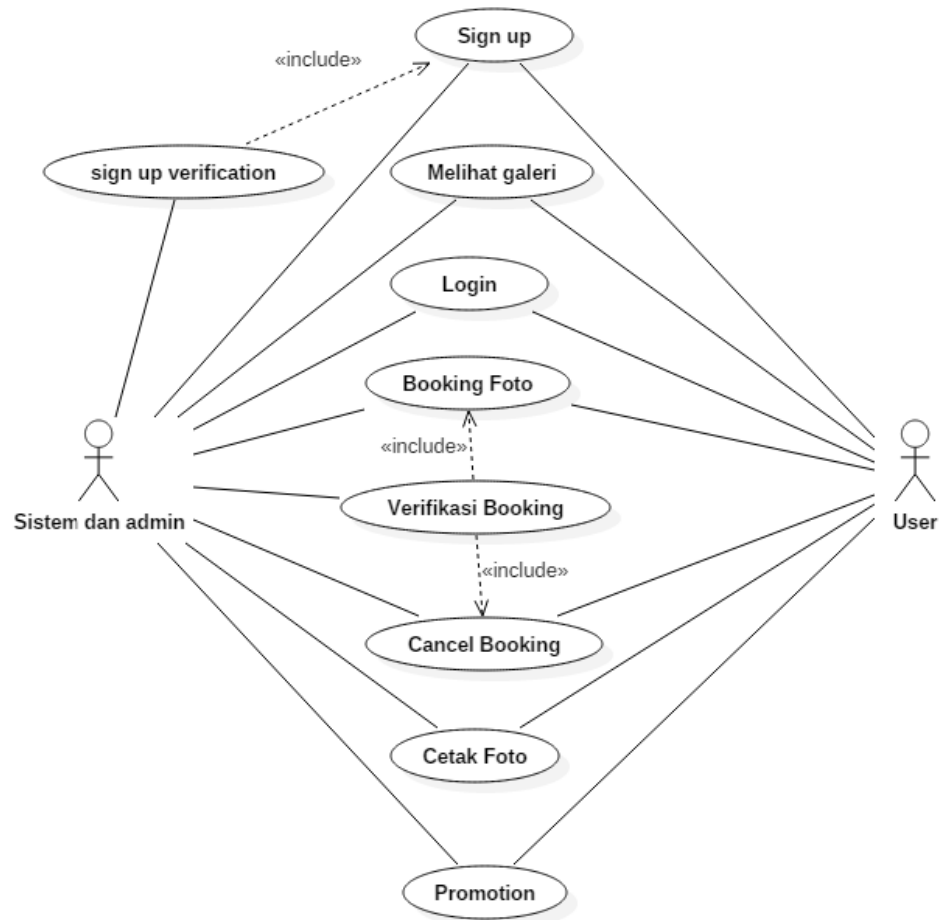 Sign up
«include»
sign up verification
Melihat galeri
Login
Booking Foto
«include»
Verifikasi Booking
Sistem dan admin
User
«include»
Cancel Booking
Cetak Foto
Promotion